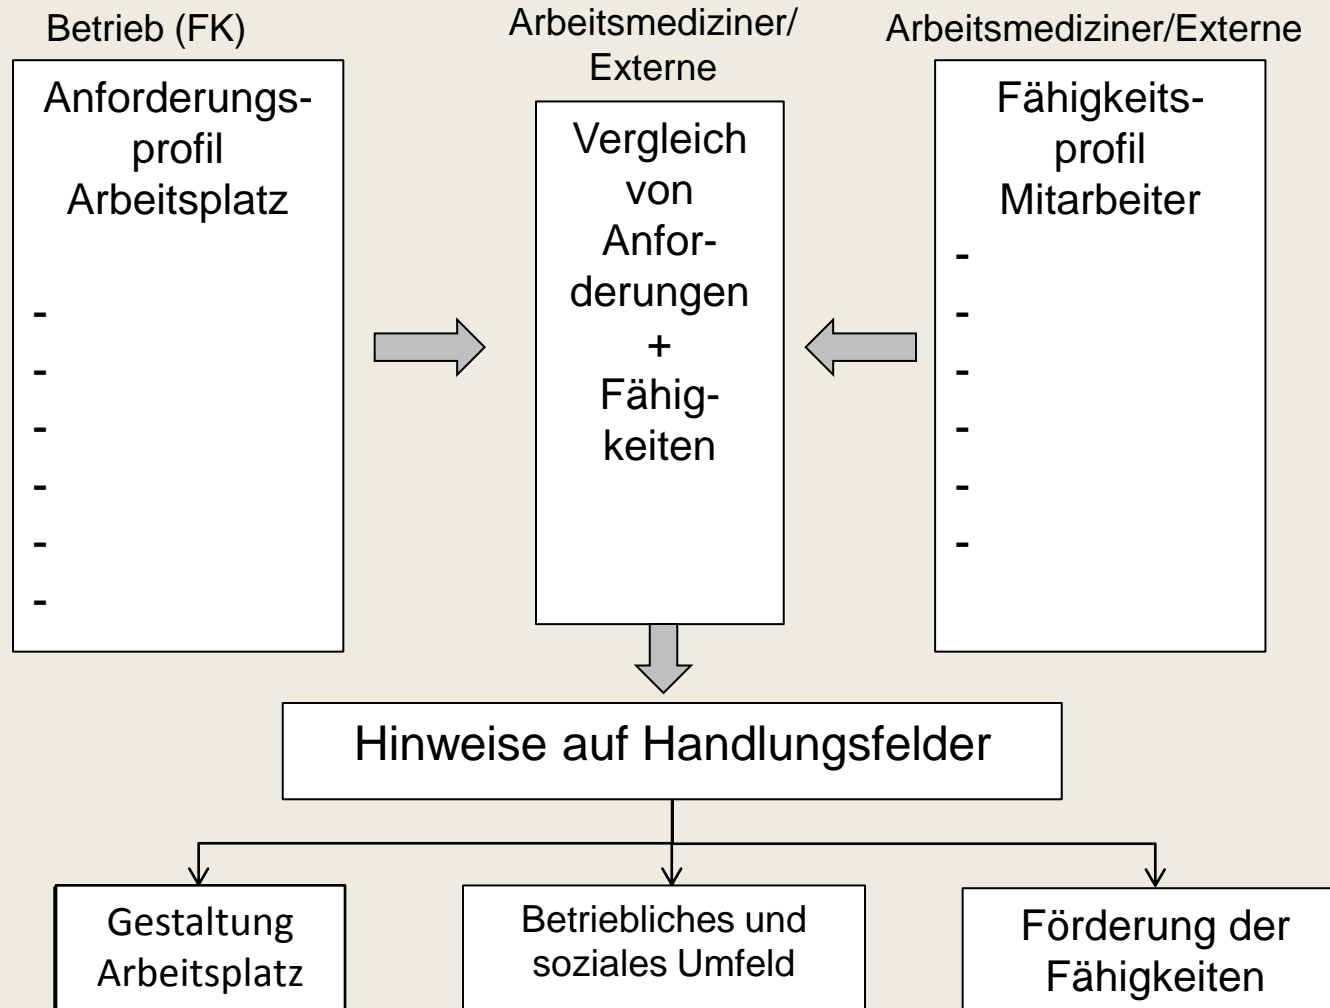 Betrieb (FK)
Anforderungs-
profil
Arbeitsplatz
-
-
-
-
-
-
Arbeitsmediziner/
Externe
Vergleich
von
Anfor-
derungen
+
Fähig-
keiten
Arbeitsmediziner/Externe
Fähigkeits-
profil
Mitarbeiter
-
-
-
-
-
-
Hinweise auf Handlungsfelder
Gestaltung
Arbeitsplatz
Betriebliches und
soziales Umfeld
Förderung der
Fähigkeiten